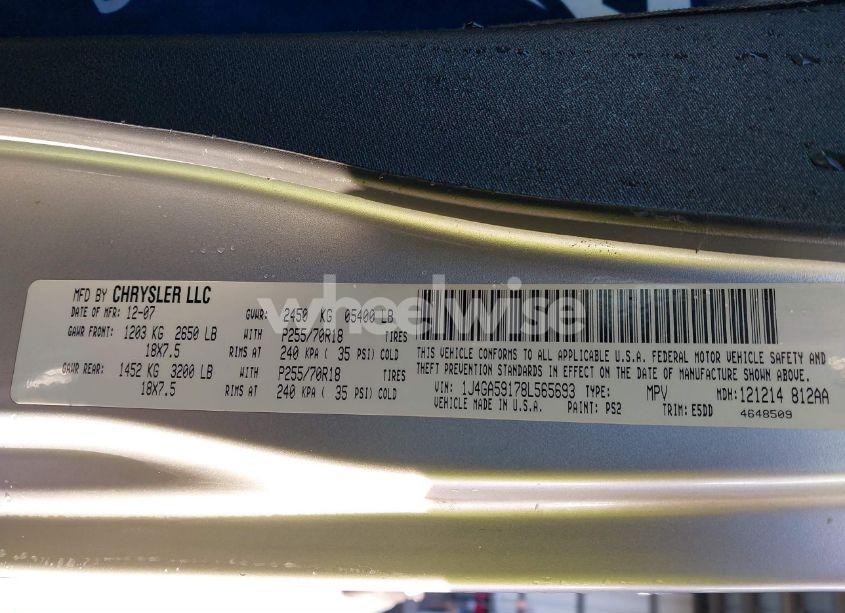 MFD BY CHRYSLER LLC
DATE OF MFR: 12-07 GVWR: 2450 KG 05400 LB
GAWR FRONT: 1203 KG 2650 LB WITH P255/70R18 TIRES
18X7.5 RIMS AT 240 KPA ( 35 PSI) COLD
GAWR REAR: 1452 KG 3200 LB WITH P255/70R18 TIRES
18X7.5 RIMS AT 240 KPA ( 35 PSI) COLD
THIS VEHICLE CONFORMS TO ALL APPLICABLE U.S.A. FEDERAL MOTOR VEHICLE SAFETY AND
THEFT PREVENTION STANDARDS IN EFFECT ON THE DATE OF MANUFACTURE SHOWN ABOVE.
VIN: 1J4GA59178L565693 TYPE: MPV MDH: 121214 812AA
VEHICLE MADE IN U.S.A. PAINT: PS2 TRIM: E5DD 4648509
wheelwise